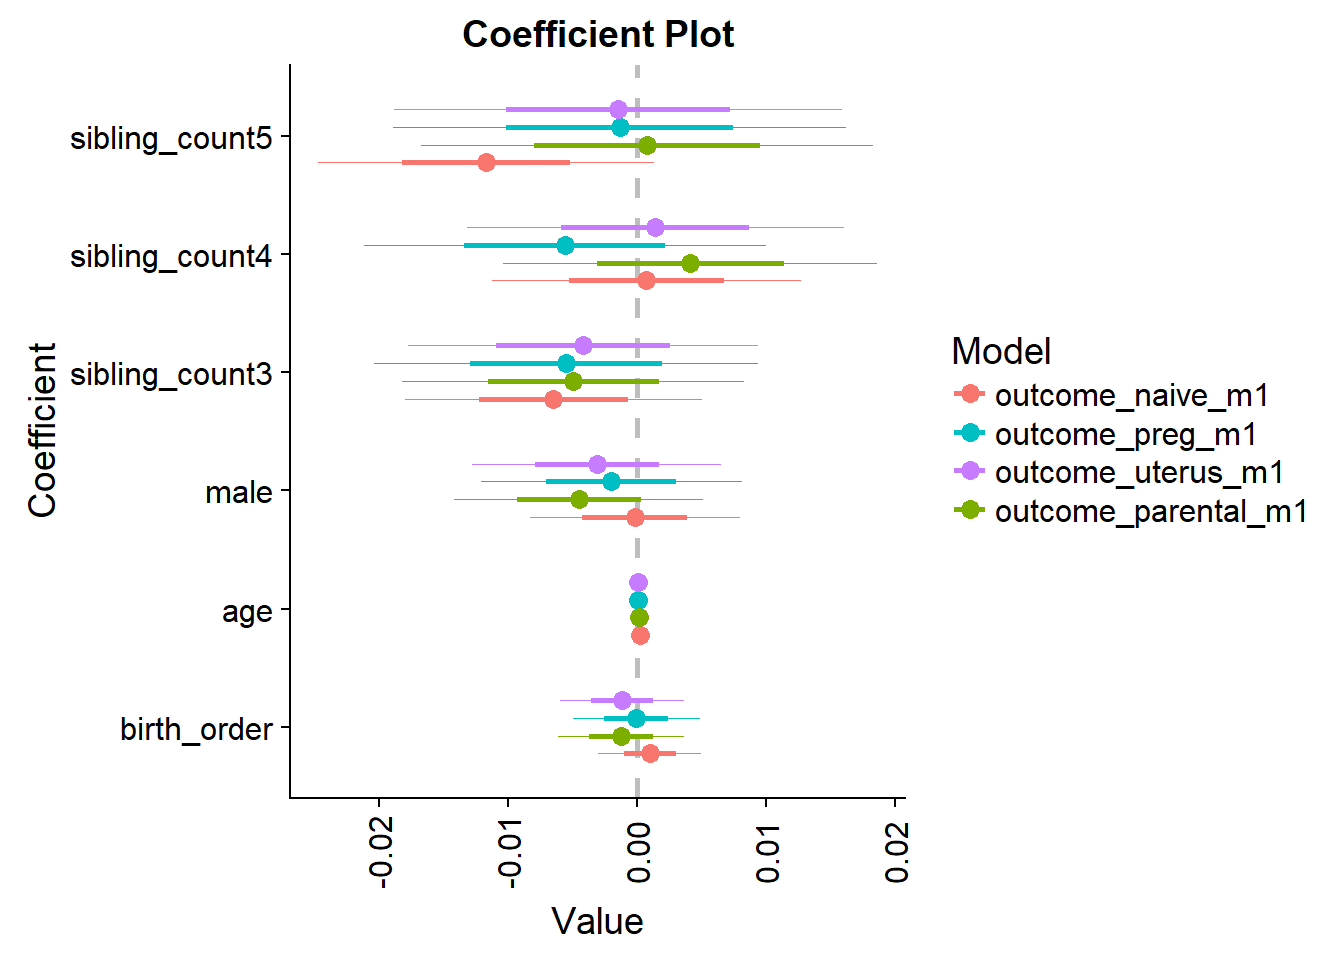 Coefficient Plot
Coefficient
sibling_count5
sibling_count4
sibling_count3
male
age
birth_order
-0.02
-0.01
0.00
0.01
0.02
Value
Model
outcome_naive_m1
outcome_preg_m1
outcome_uterus_m1
outcome_parental_m1